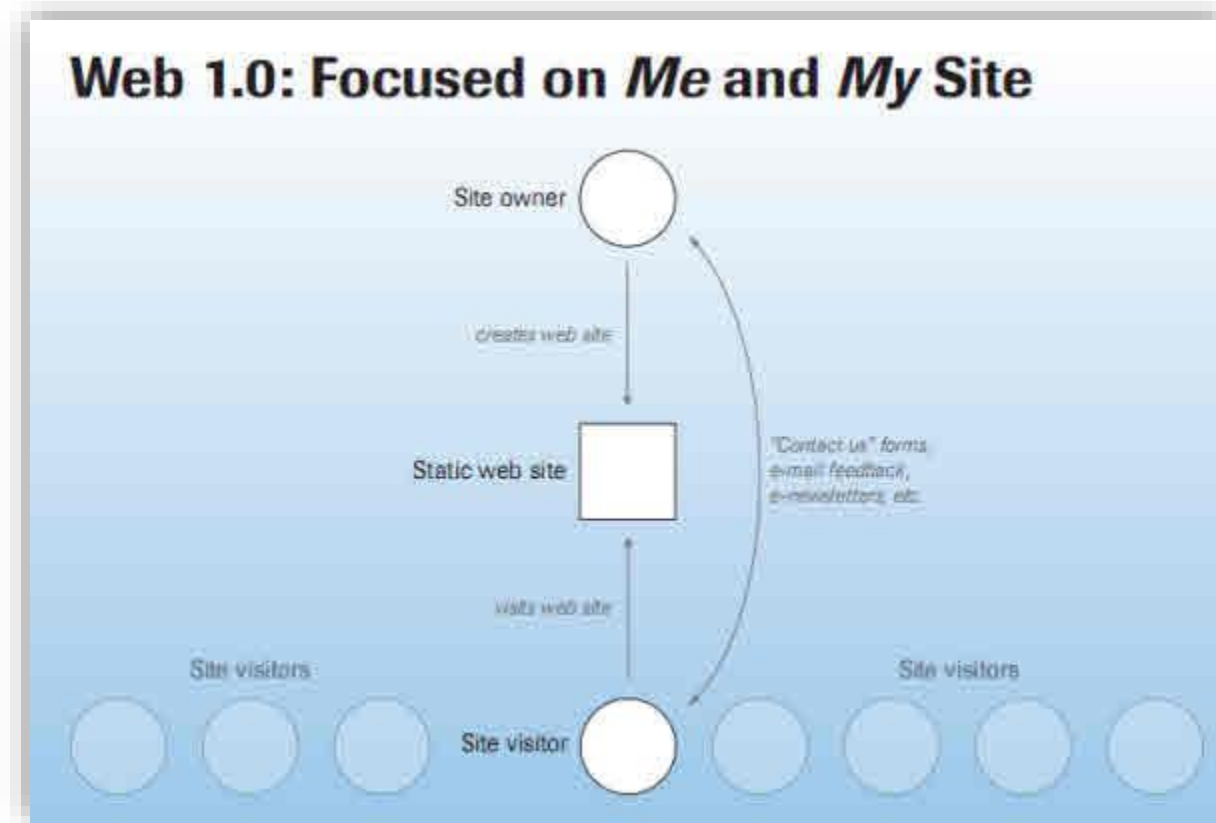 Web 1.0: Focused on Me and My Site
Site owner
creates web site
Static web site
"Contact us" forms,
e-mail feedback,
e-newsletters, etc.
visits web site
Site visitors
Site visitors
Site visitor